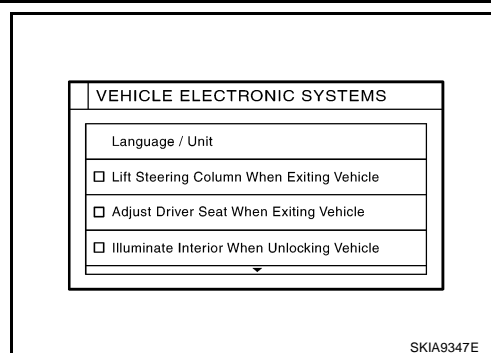 VEHICLE ELECTRONIC SYSTEMS
Language / Unit
Lift Steering Column When Exiting Vehicle
Adjust Driver Seat When Exiting Vehicle
Illuminate Interior When Unlocking Vehicle
SKIA9347E